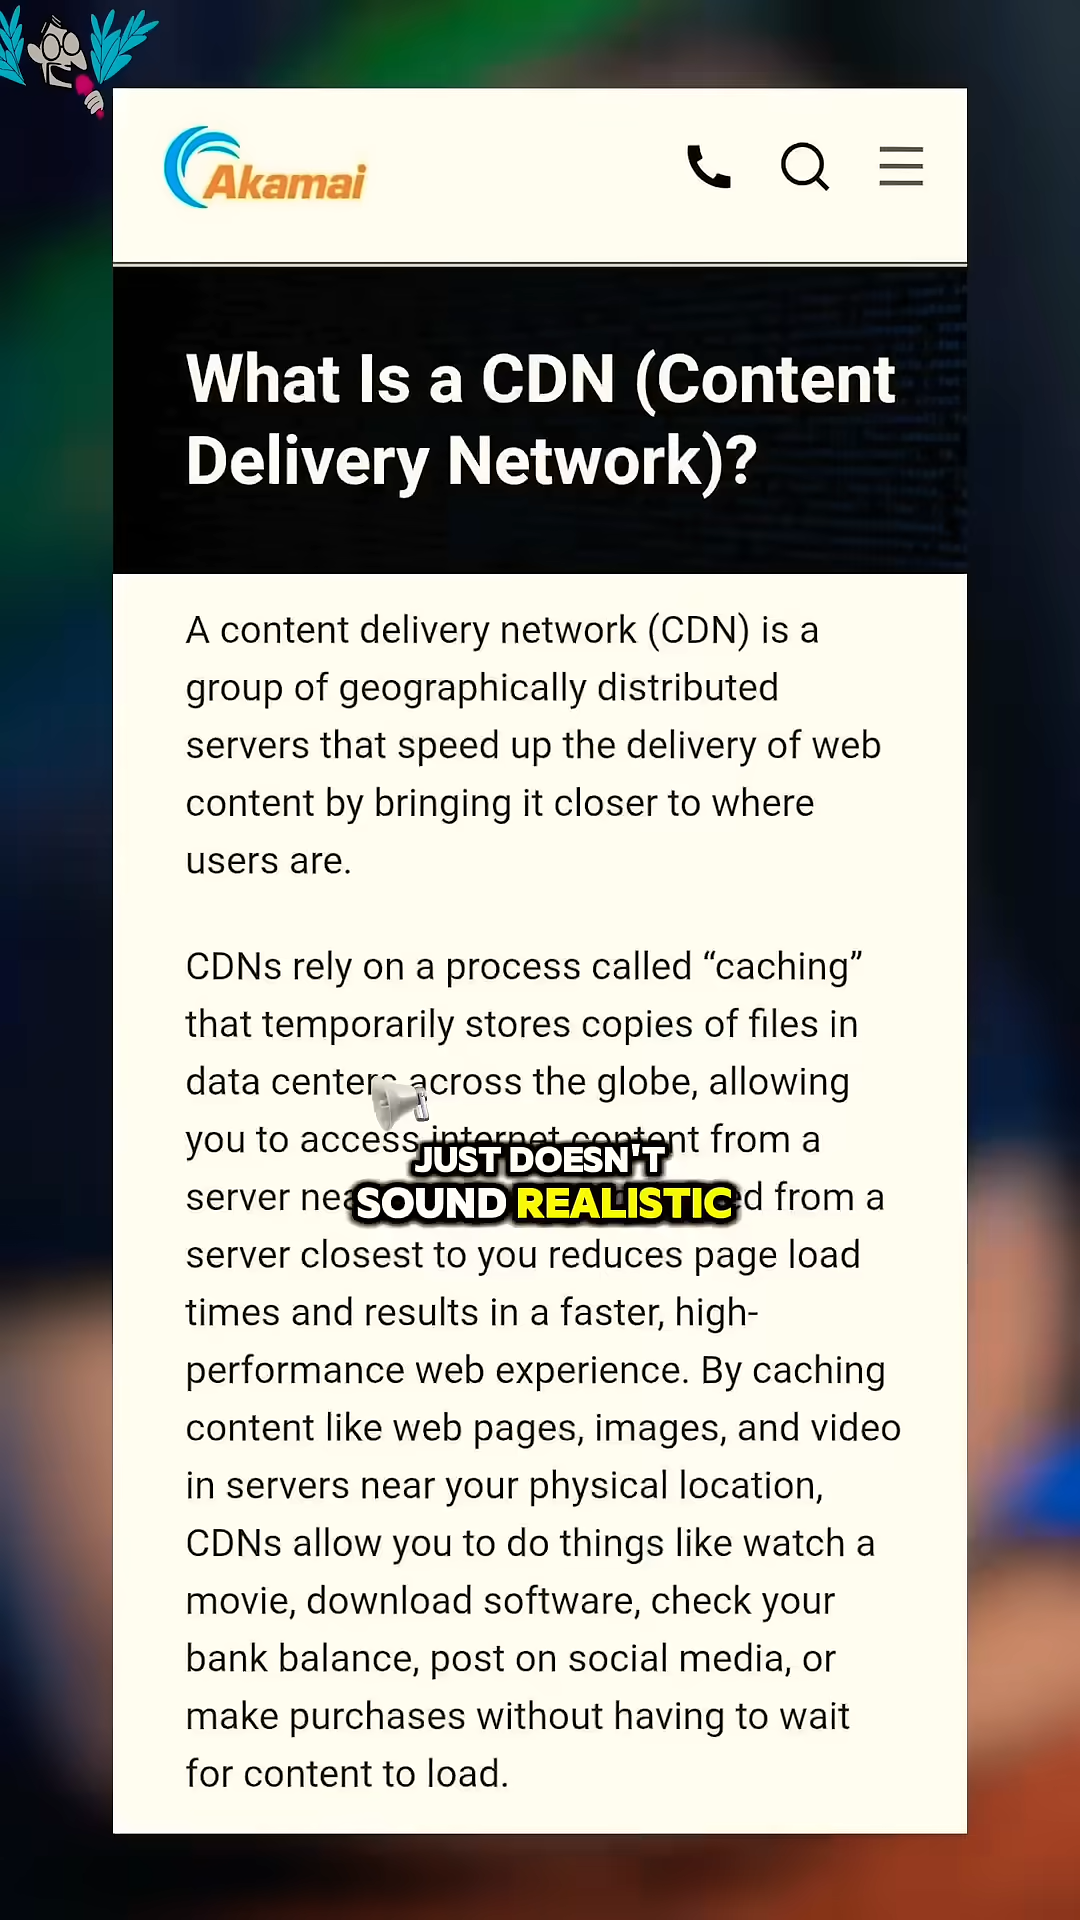 Akamai
What Is a CDN (Content
Delivery Network)?
A content delivery network (CDN) is a
group of geographically distributed
servers that speed up the delivery of web
content by bringing it closer to where
users are.
CDNs rely on a process called “caching”
that temporarily stores copies of files in
data centers across the globe, allowing
you to access internet content from a
JUST DOESN'T
server
SOUND REALISTIC
from a
server closest to you reduces page load
times and results in a faster, high-
performance web experience. By caching
content like web pages, images, and video
in servers near your physical location,
CDNs allow you to do things like watch a
movie, download software, check your
bank balance, post on social media, or
make purchases without having to wait
for content to load.